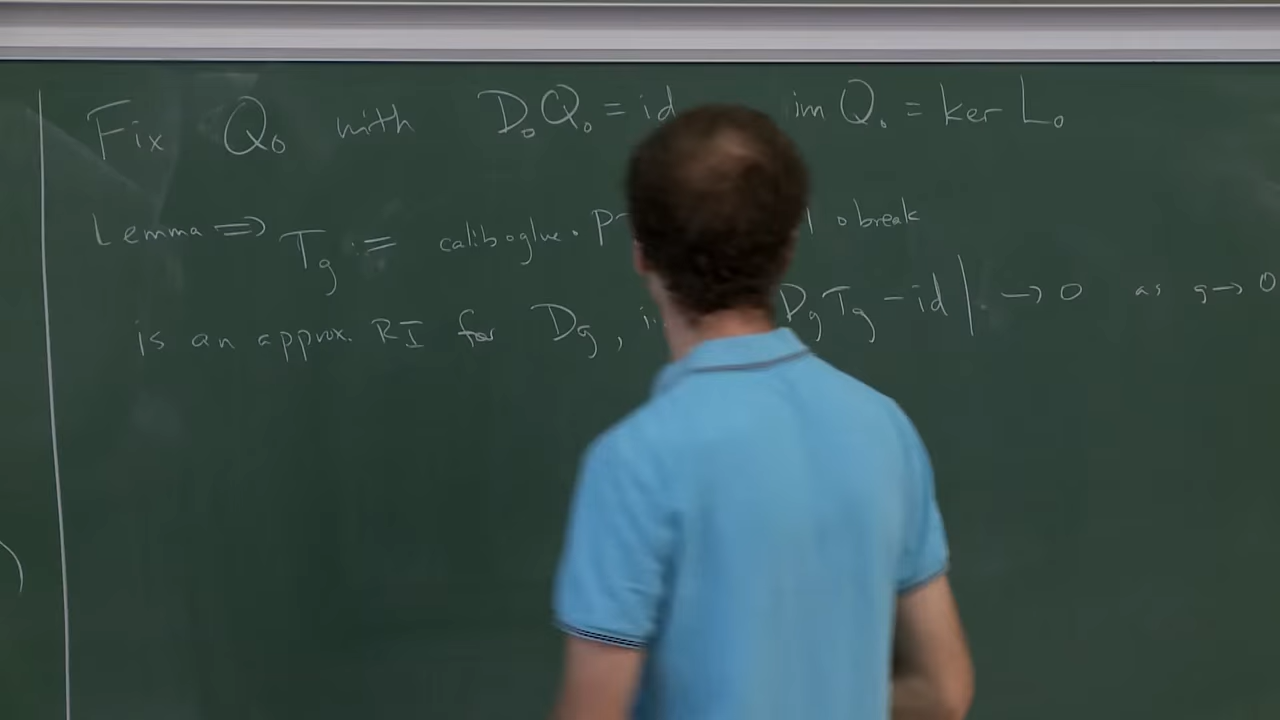 Fix Q₀ with D₀Q₀ = id im Q₀ = ker L₀
Lemma ⟹ T_g := calib∘glue∘ P ∘ break
is an approx. RI for D_g, i. D_g T_g − id| → 0 as g → 0